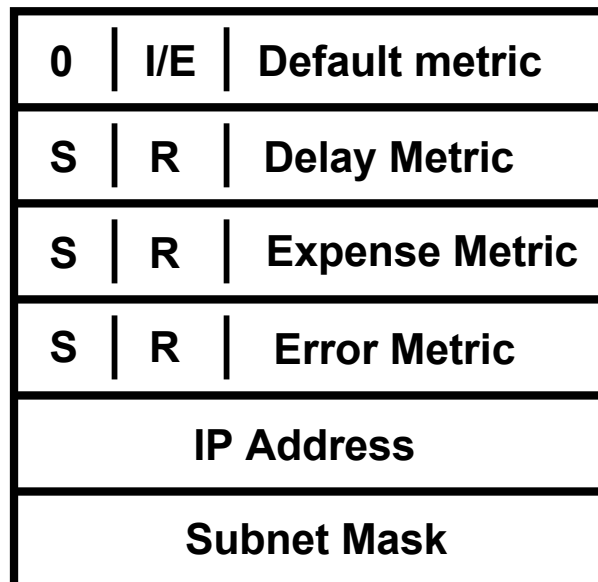 0 I/E Default metric
S R Delay Metric
S R Expense Metric
S R Error Metric
IP Address
Subnet Mask